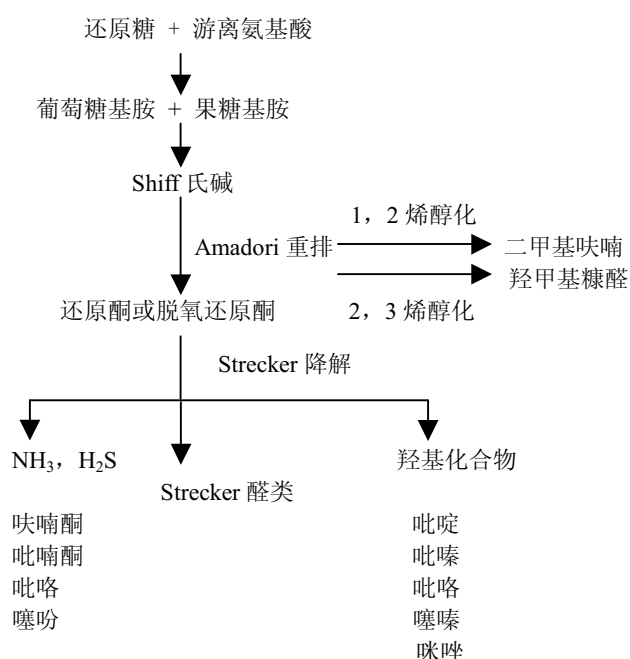 还原糖 + 游离氨基酸
葡萄糖基胺 + 果糖基胺
Shiff 氏碱
1，2 烯醇化
Amadori 重排
二甲基呋喃
羟甲基糠醛
还原酮或脱氧还原酮
2，3 烯醇化
Strecker 降解
NH₃，H₂S
羟基化合物
Strecker 醛类
呋喃酮
吡喃酮
吡咯
噻吩
吡啶
吡嗪
吡咯
噻嗪
咪唑